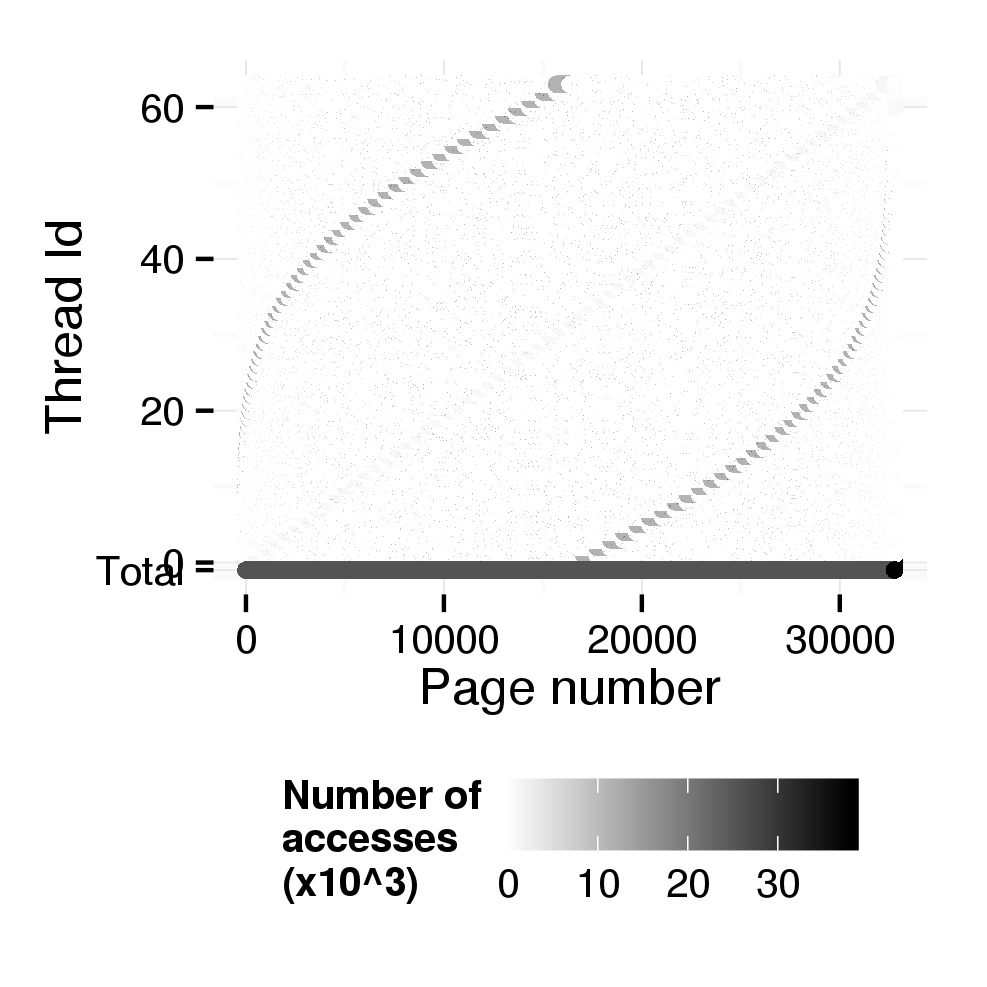 60
40
20
0
Total
0 10000 20000 30000
Page number
Thread Id
Number of
accesses
(x10^3)
0 10 20 30